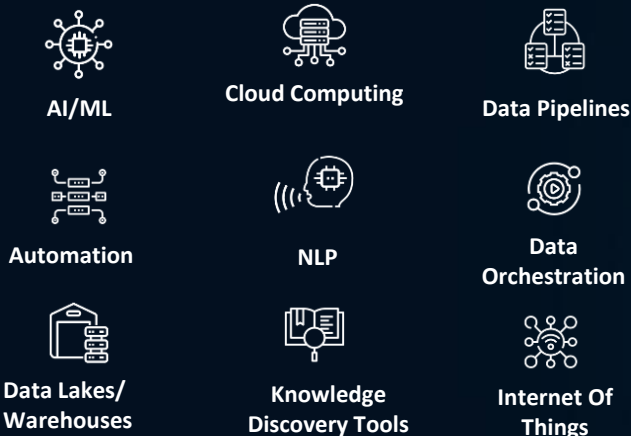 AI/ML
Cloud Computing
Data Pipelines
Automation
NLP
Data
Orchestration
Data Lakes/
Warehouses
Knowledge
Discovery Tools
Internet Of
Things